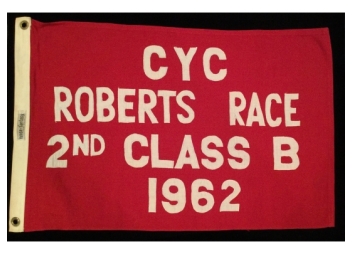 CYC
ROBERTS RACE
2ND CLASS B
1962